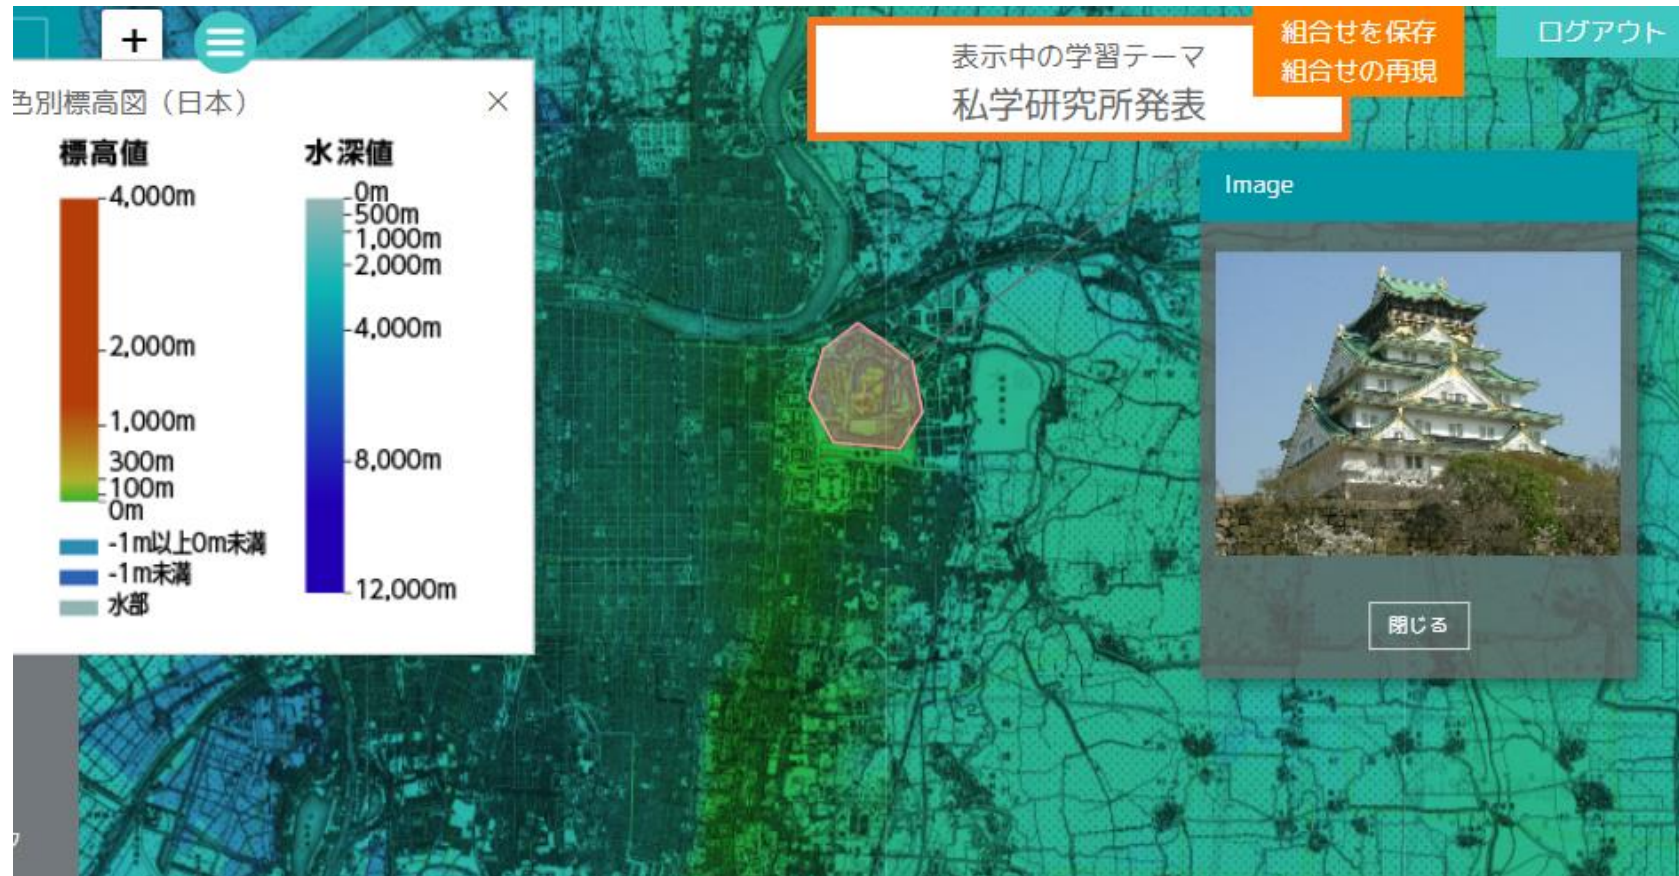 +
色別標高図（日本）
×
標高値
4,000m
2,000m
1,000m
300m
100m
0m
-1m以上0m未満
-1m未満
水部
水深値
0m
500m
1,000m
2,000m
4,000m
8,000m
12,000m
表示中の学習テーマ
私学研究所発表
組合せを保存
組合せの再現
ログアウト
Image
閉じる